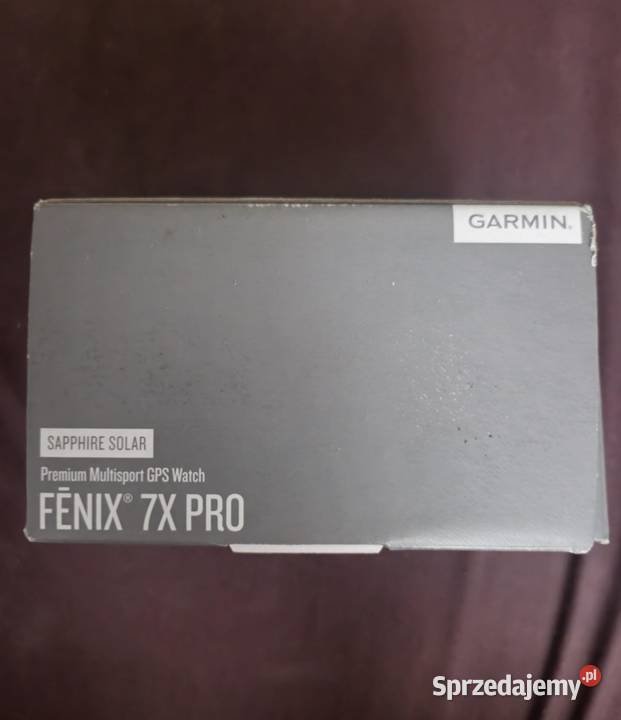 GARMIN.
SAPPHIRE SOLAR
Premium Multisport GPS Watch
FĒNIX® 7X PRO
Sprzedajemy.pl